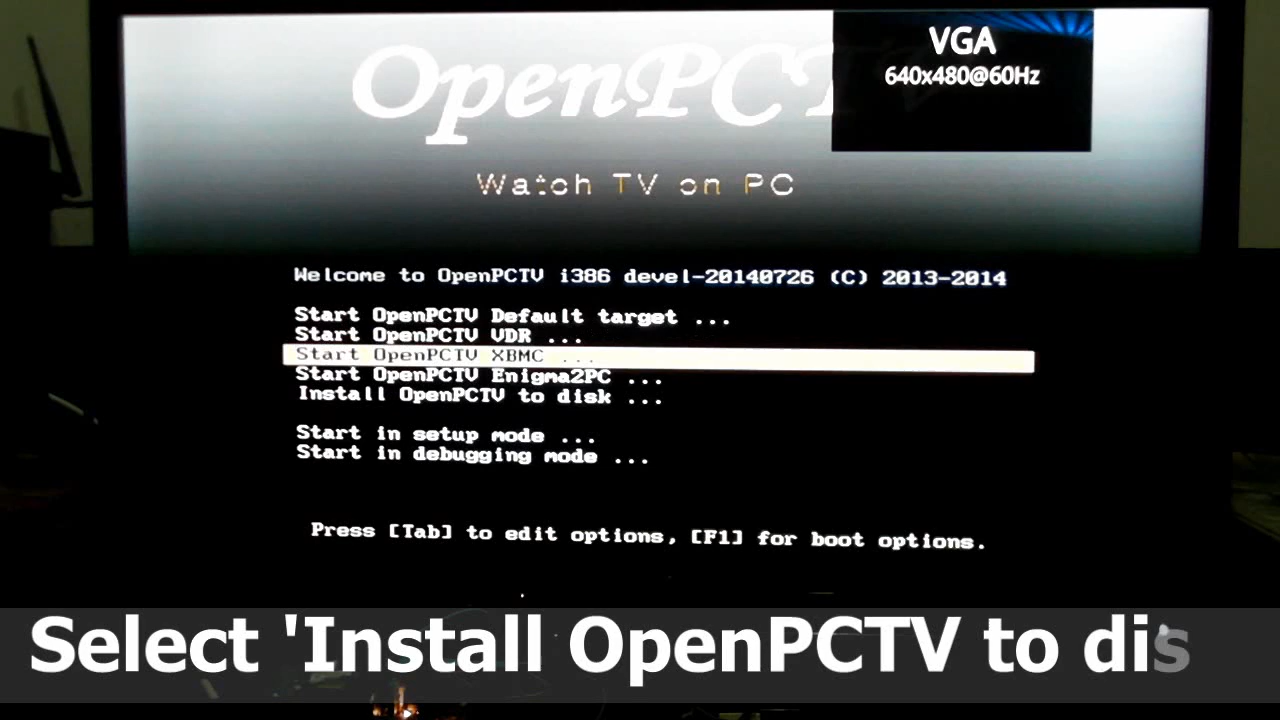 OpenPCT
VGA
640x480@60Hz
Watch TV on PC
Welcome to OpenPCTV i386 devel-20140726 (C) 2013-2014
Start OpenPCTV Default target ...
Start OpenPCTV VDR ...
Start OpenPCTV XBMC ...
Start OpenPCTV Enigma2PC ...
Install OpenPCTV to disk ...
Start in setup mode ...
Start in debugging mode ...
Press [Tab] to edit options, [F1] for boot options.
Select 'Install OpenPCTV to dis